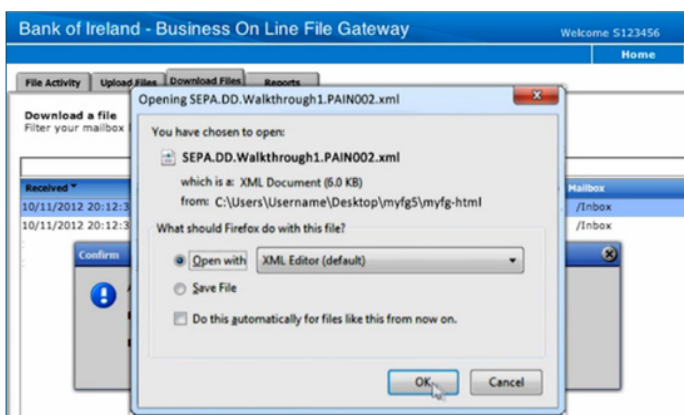 Bank of Ireland - Business On Line File Gateway
Welcome S123456
Home
File Activity
Upload Files
Download Files
Reports
Download a file
Filter your mailbox
Received
Mailbox
10/11/2012 20:12:3
/Inbox
10/11/2012 20:12:3
/Inbox
Confirm
Opening SEPA.DD.Walkthrough1.PAIN002.xml
You have chosen to open:
SEPA.DD.Walkthrough1.PAIN002.xml
which is a: XML Document (6.0 KB)
from: C:\Users\Username\Desktop\myfg5\myfg-html
What should Firefox do with this file?
Open with
XML Editor (default)
Save File
Do this automatically for files like this from now on.
OK
Cancel